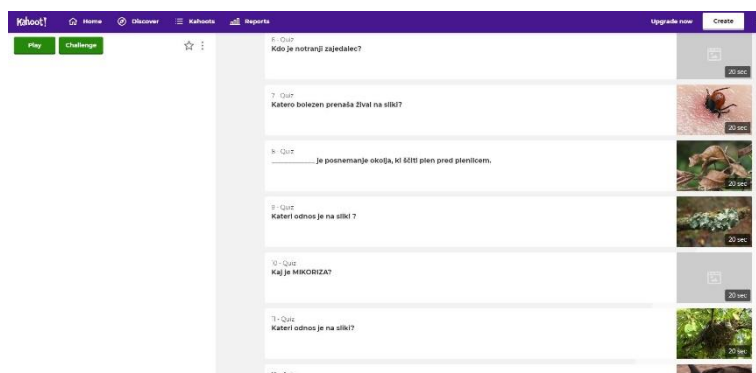 Kahoot! Home Discover Kahoots Reports Upgrade now Create
Play Challenge
6 - Quiz
Kdo je notranji zajedalec?
20 sec
7 - Quiz
Katero bolezen prenaša žival na sliki?
20 sec
8 - Quiz
____________ je posnemanje okolja, ki ščiti plen pred plenilcem.
20 sec
9 - Quiz
Kateri odnos je na sliki ?
20 sec
10 - Quiz
Kaj je MIKORIZA?
20 sec
11 - Quiz
Kateri odnos je na sliki?
20 sec